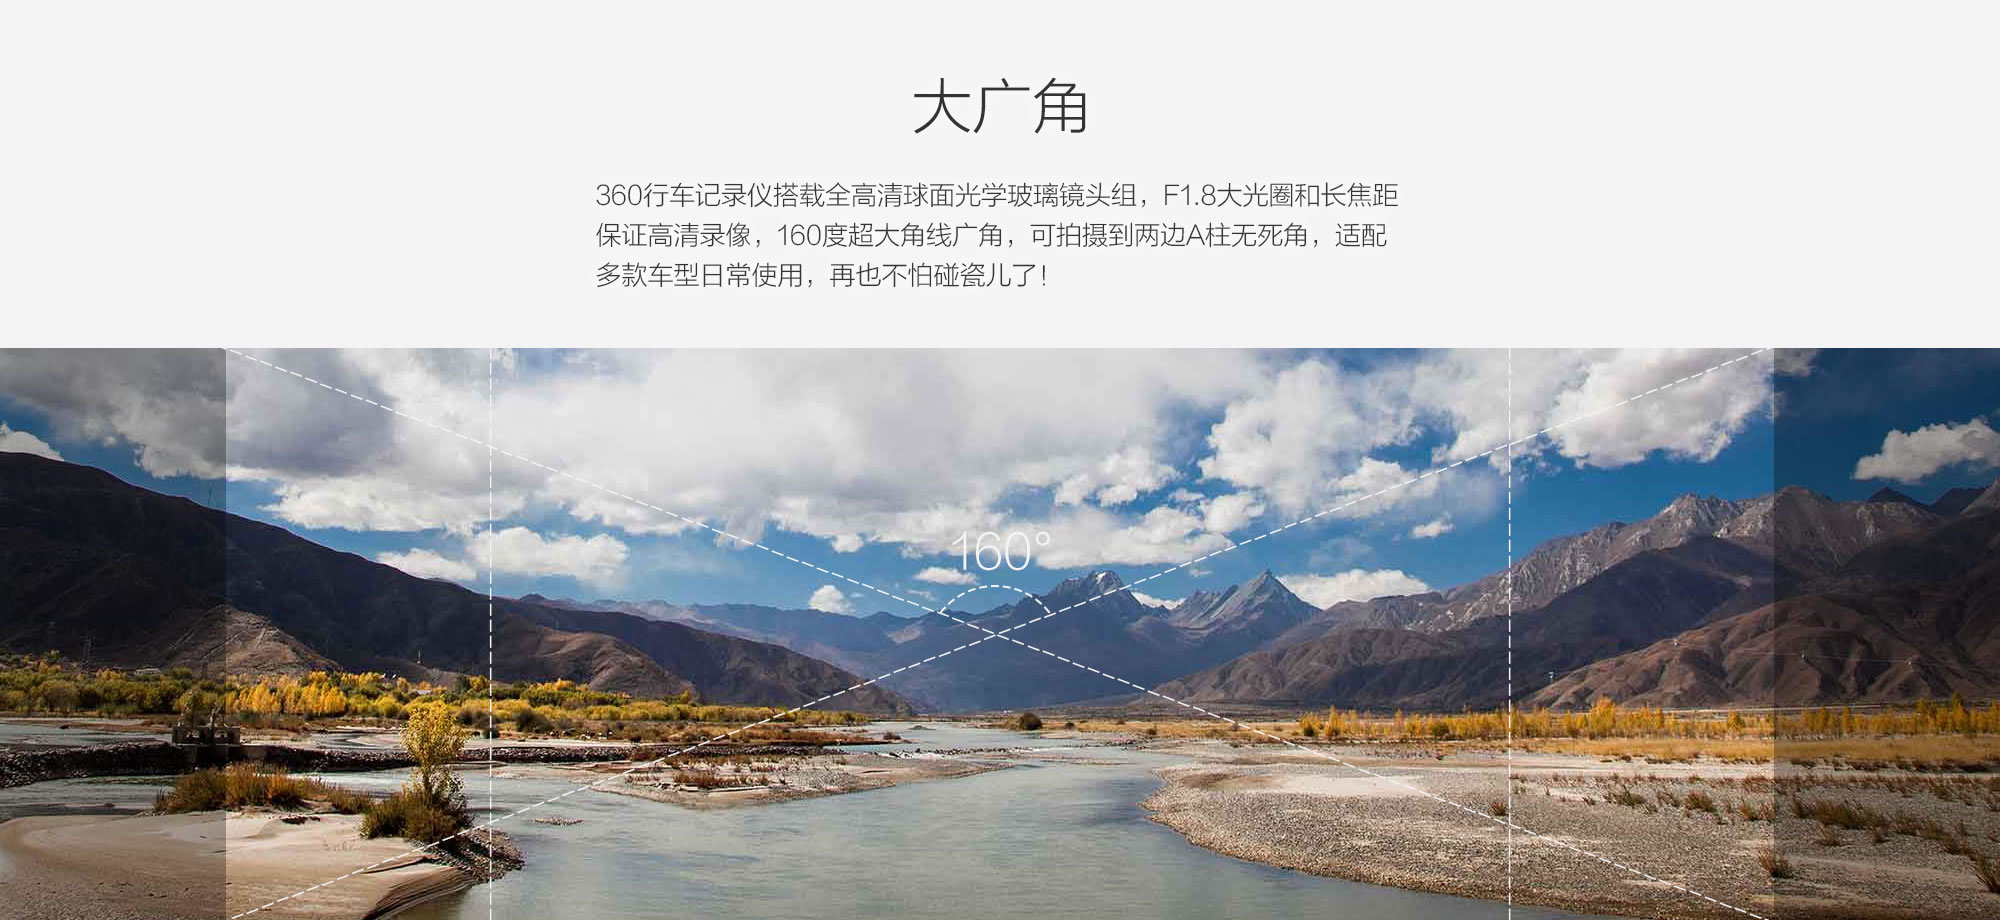 大广角
360行车记录仪搭载全高清球面光学玻璃镜头组，F1.8大光圈和长焦距
保证高清录像，160度超大角线广角，可拍摄到两边A柱无死角，适配
多款车型日常使用，再也不怕碰瓷儿了！
160°